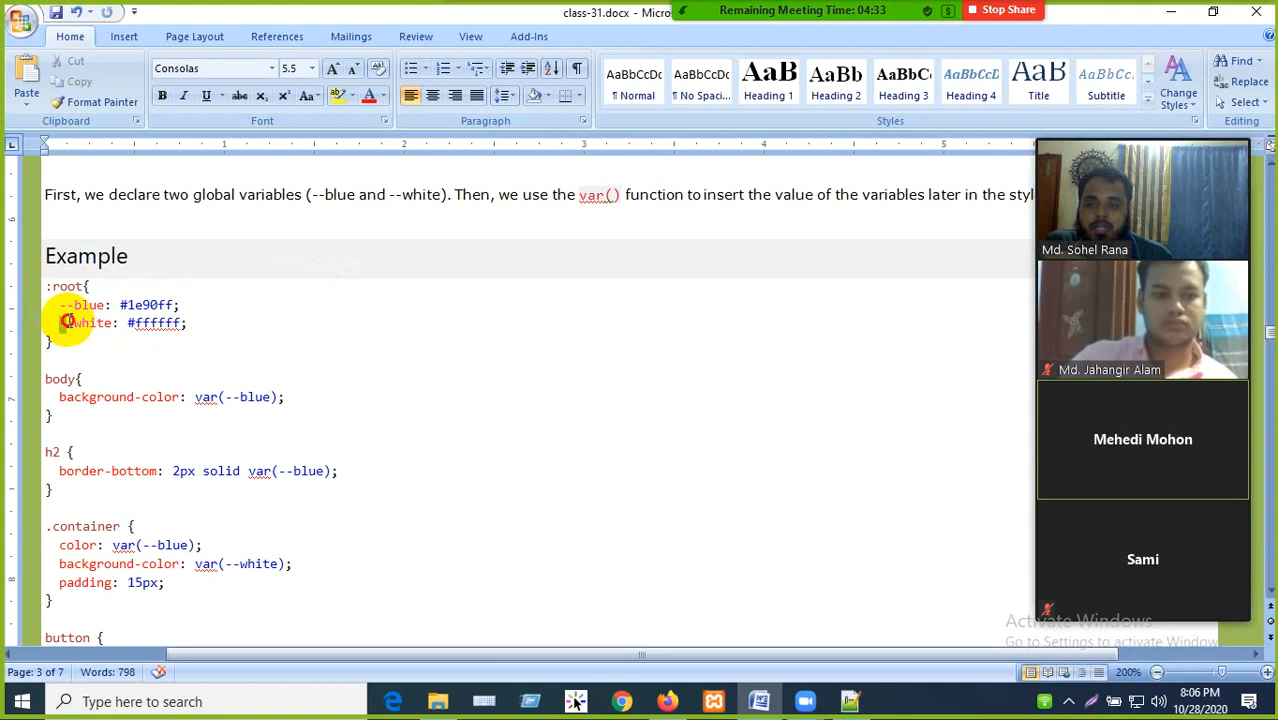 class-31.docx - Micro
Remaining Meeting Time: 04:33
Stop Share
Home Insert Page Layout References Mailings Review View Add-Ins
Paste
Cut
Copy
Format Painter
Clipboard
Consolas 5.5
Font
Paragraph
AaBbCcDc AaBbCcDc AaB AaBbC AaBbCc AaBbCcD AaB AaBbCcD
¶ Normal ¶ No Spaci... Heading 1 Heading 2 Heading 3 Heading 4 Title Subtitle
Change Styles
Styles
Find
Replace
Select
Editing
1 2 3 4 5
First, we declare two global variables (--blue and --white). Then, we use the var() function to insert the value of the variables later in the styl
Example
:root{
--blue: #1e90ff;
white: #ffffff;
}
body{
background-color: var(--blue);
}
h2 {
border-bottom: 2px solid var(--blue);
}
.container {
color: var(--blue);
background-color: var(--white);
padding: 15px;
}
button {
Md. Sohel Rana
Md. Jahangir Alam
Mehedi Mohon
Sami
Activate Windows
Go to Settings to activate Windows.
Page: 3 of 7 Words: 798
200%
Type here to search
8:06 PM
10/28/2020